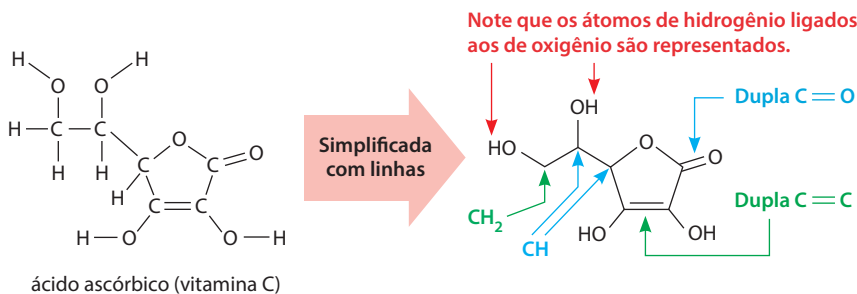 Note que os átomos de hidrogênio ligados
aos de oxigênio são representados.
H H
O O
H C C H
H H
O
C O
C
H
C C
H O O H
ácido ascórbico (vitamina C)
Simplificada
com linhas
OH
HO
O
O
HO OH
CH₂
CH
Dupla C=O
Dupla C=C